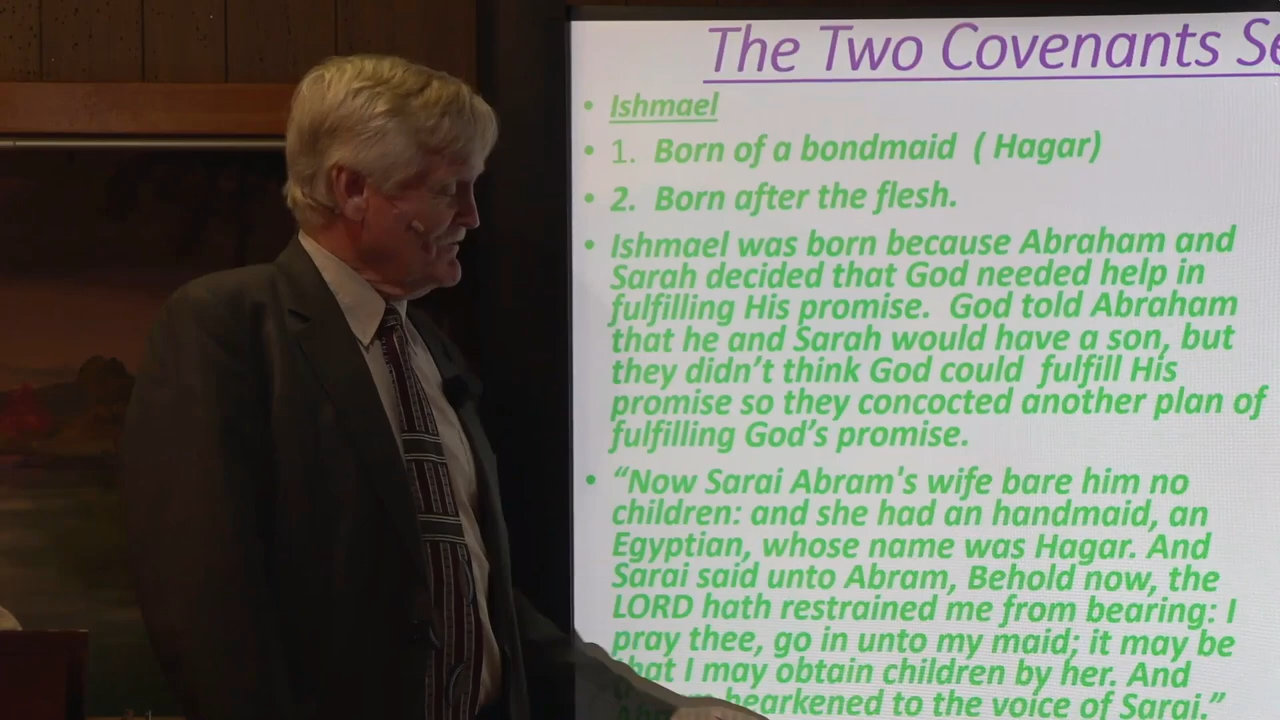 The Two Covenants Se
• Ishmael
• 1. Born of a bondmaid ( Hagar)
• 2. Born after the flesh.
• Ishmael was born because Abraham and
Sarah decided that God needed help in
fulfilling His promise. God told Abraham
that he and Sarah would have a son, but
they didn't think God could fulfill His
promise so they concocted another plan of
fulfilling God's promise.
• “Now Sarai Abram's wife bare him no
children: and she had an handmaid, an
Egyptian, whose name was Hagar. And
Sarai said unto Abram, Behold now, the
LORD hath restrained me from bearing: I
pray thee, go in unto my maid; it may be
hat I may obtain children by her. And
hearkened to the voice of Sarai.”